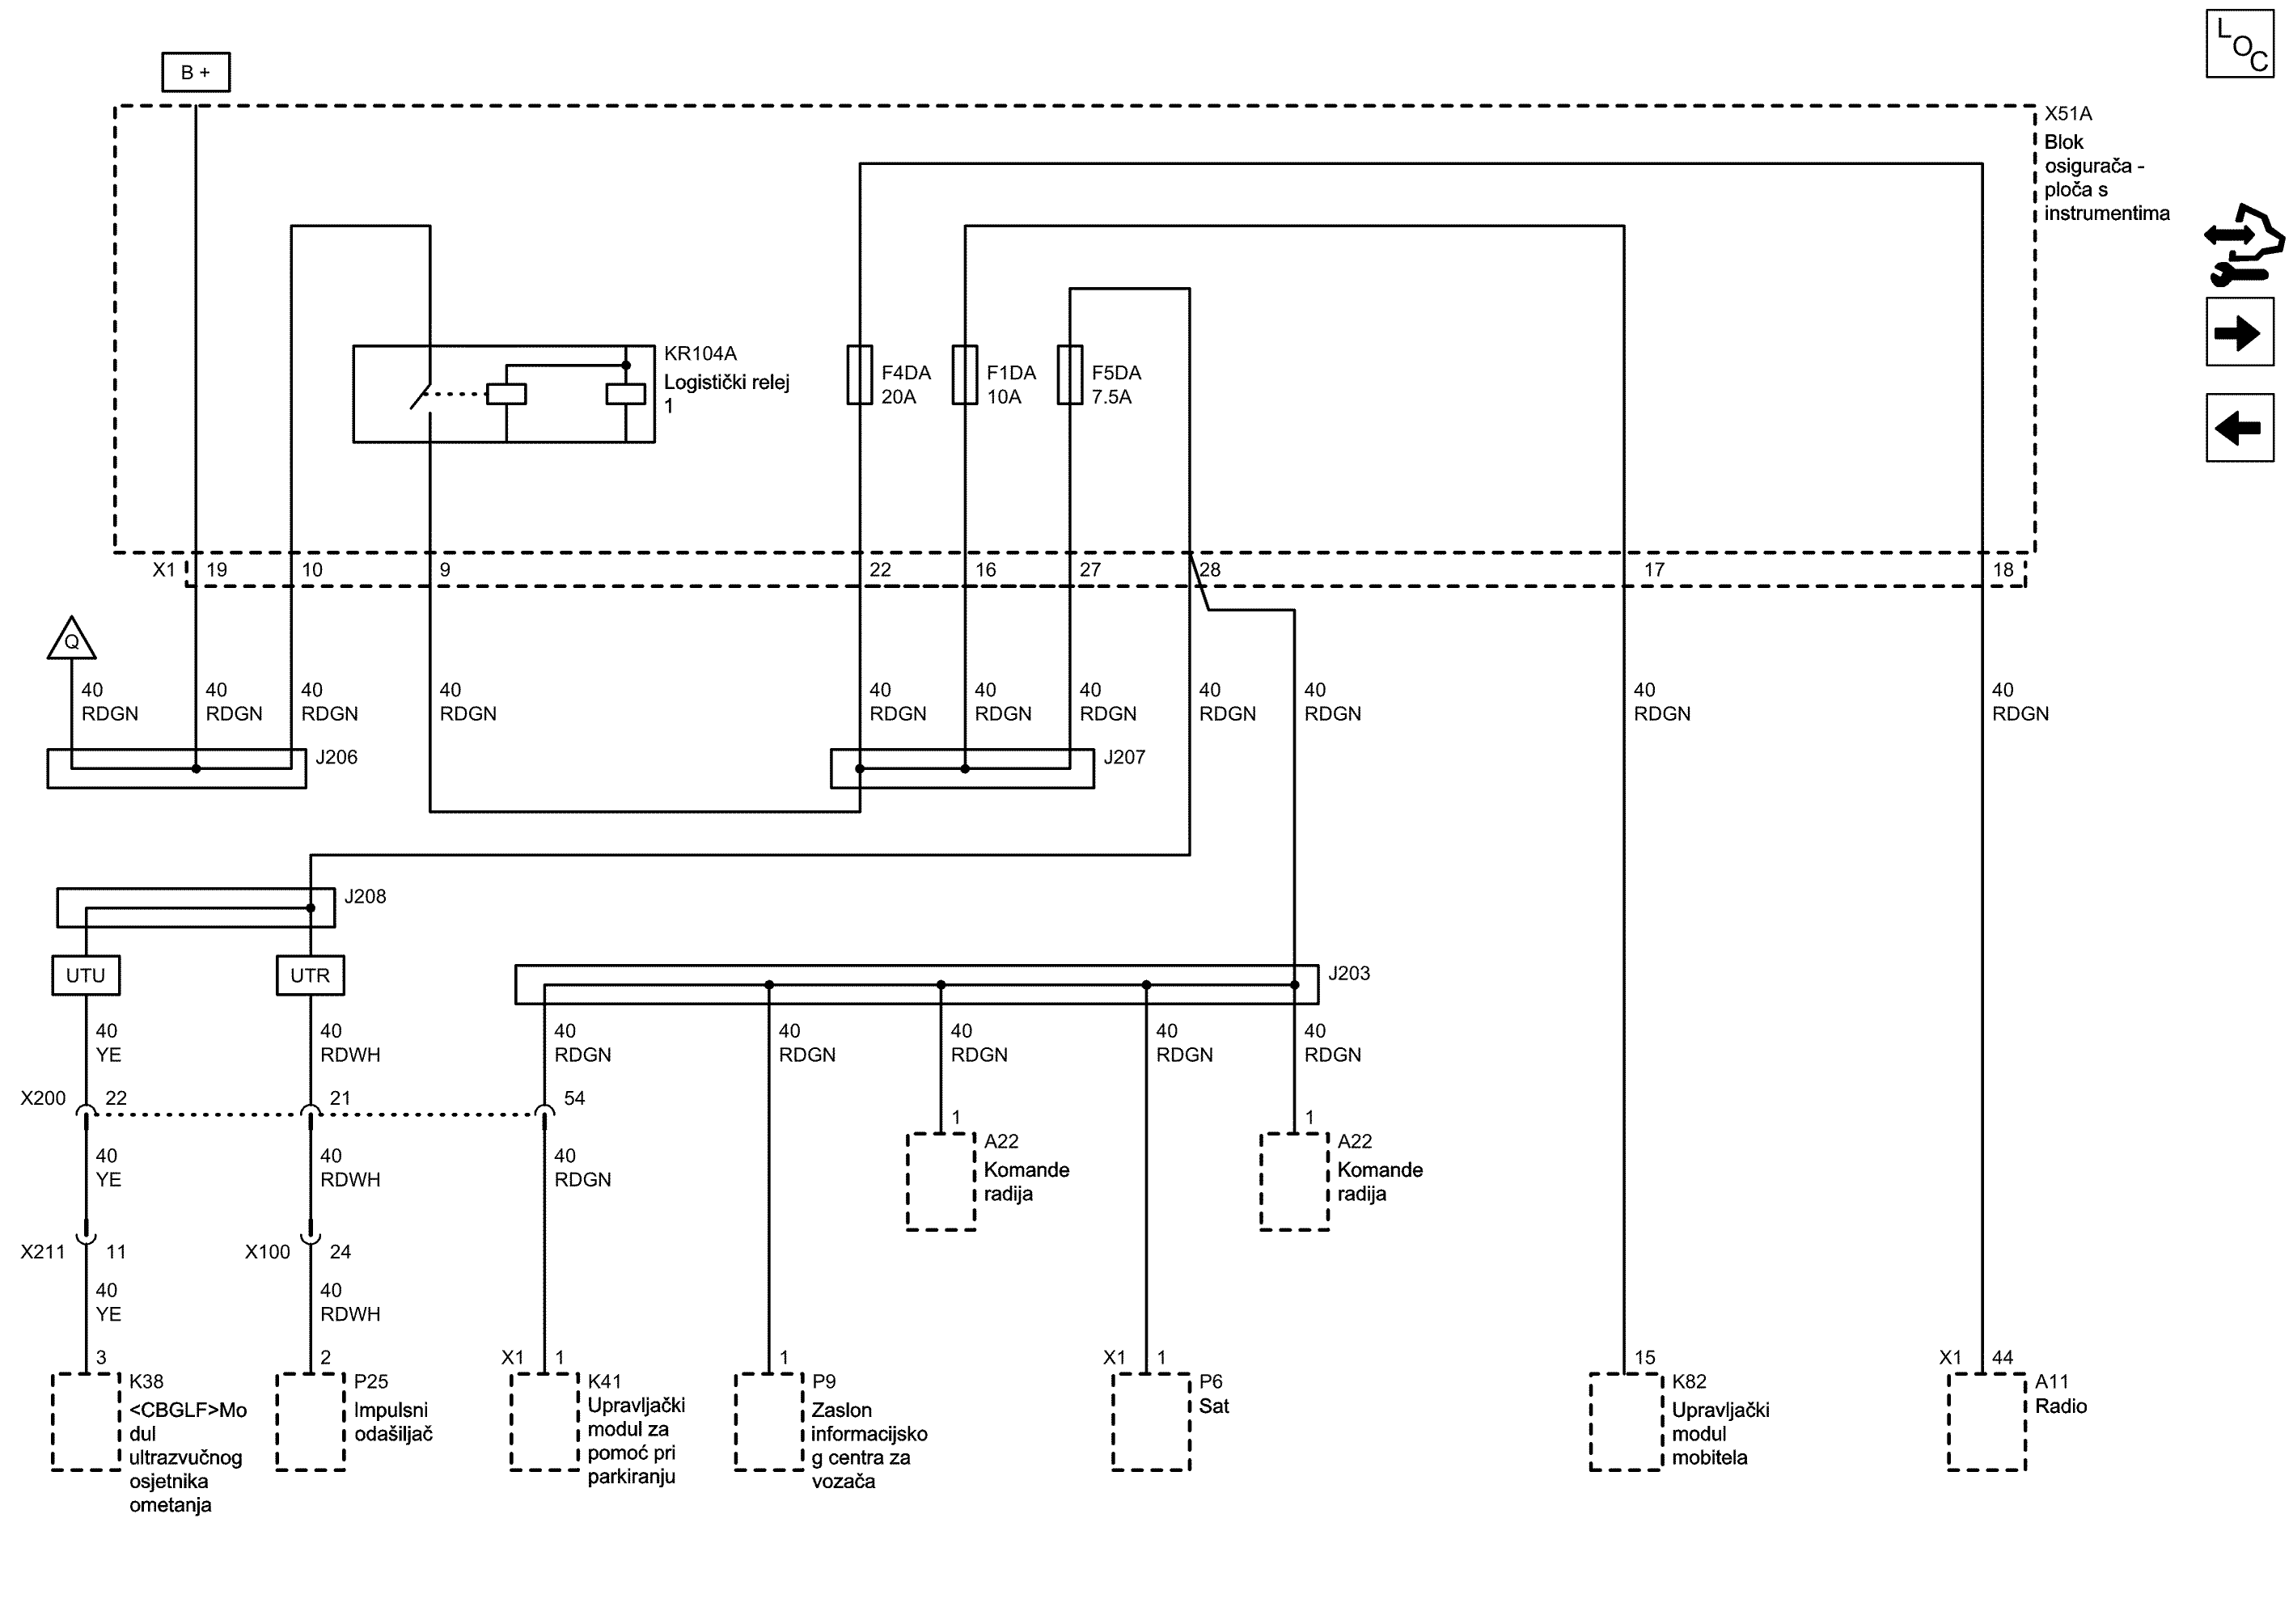 B +
L
O
C
X51A
Blok
osigurača -
ploča s
instrumentima
KR104A
Logistički relej
1
F4DA
20A
F1DA
10A
F5DA
7.5A
X1
19
10
9
22
16
27
28
17
18
Q
40
RDGN
40
RDGN
40
RDGN
40
RDGN
40
RDGN
40
RDGN
40
RDGN
40
RDGN
40
RDGN
40
RDGN
40
RDGN
J206
J207
J208
UTU
UTR
J203
40
YE
40
RDWH
40
RDGN
40
RDGN
40
RDGN
40
RDGN
40
RDGN
X200
22
21
54
1
A22
Komande
radija
1
A22
Komande
radija
40
YE
40
RDWH
40
RDGN
X211
11
X100
24
40
YE
40
RDWH
3
K38
<CBGLF>Mo
dul
ultrazvučnog
osjetnika
ometanja
2
P25
Impulsni
odašiljač
X1
1
K41
Upravljački
modul za
pomoć pri
parkiranju
1
P9
Zaslon
informacijsko
g centra za
vozača
X1
1
P6
Sat
15
K82
Upravljački
modul
mobitela
X1
44
A11
Radio